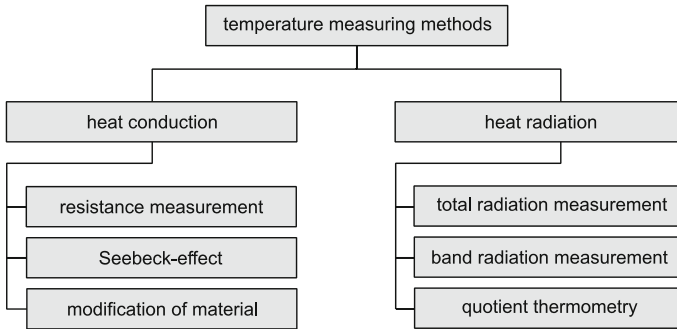 temperature measuring methods
heat conduction
heat radiation
resistance measurement
Seebeck-effect
modification of material
total radiation measurement
band radiation measurement
quotient thermometry